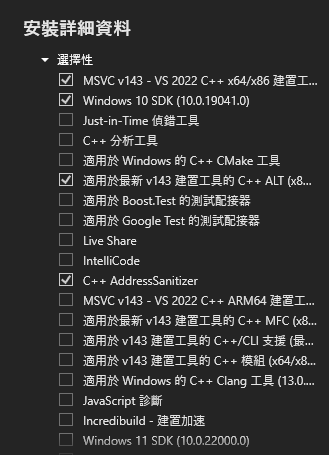 安裝詳細資料
選擇性
MSVC v143 - VS 2022 C++ x64/x86 建置工...
Windows 10 SDK (10.0.19041.0)
Just-in-Time 偵錯工具
C++ 分析工具
適用於 Windows 的 C++ CMake 工具
適用於最新 v143 建置工具的 C++ ALT (x8...
適用於 Boost.Test 的測試配接器
適用於 Google Test 的測試配接器
Live Share
IntelliCode
C++ AddressSanitizer
MSVC v143 - VS 2022 C++ ARM64 建置工...
適用於最新 v143 建置工具的 C++ MFC (x8...
適用於 v143 建置工具的 C++/CLI 支援 (最...
適用於 v143 建置工具的 C++ 模組 (x64/x8...
適用於 Windows 的 C++ Clang 工具 (13.0....
JavaScript 診斷
Incredibuild - 建置加速
Windows 11 SDK (10.0.22000.0)